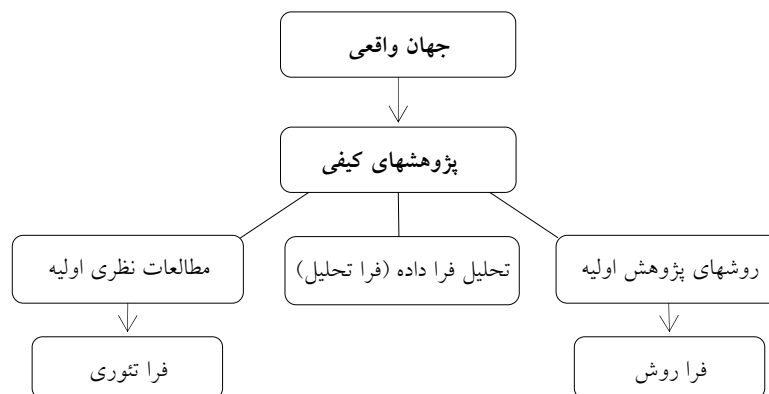 جهان واقعی
پژوهشهای کیفی
روشهای پژوهش اولیه
تحلیل فرا داده (فرا تحلیل)
مطالعات نظری اولیه
فرا روش
فرا تئوری